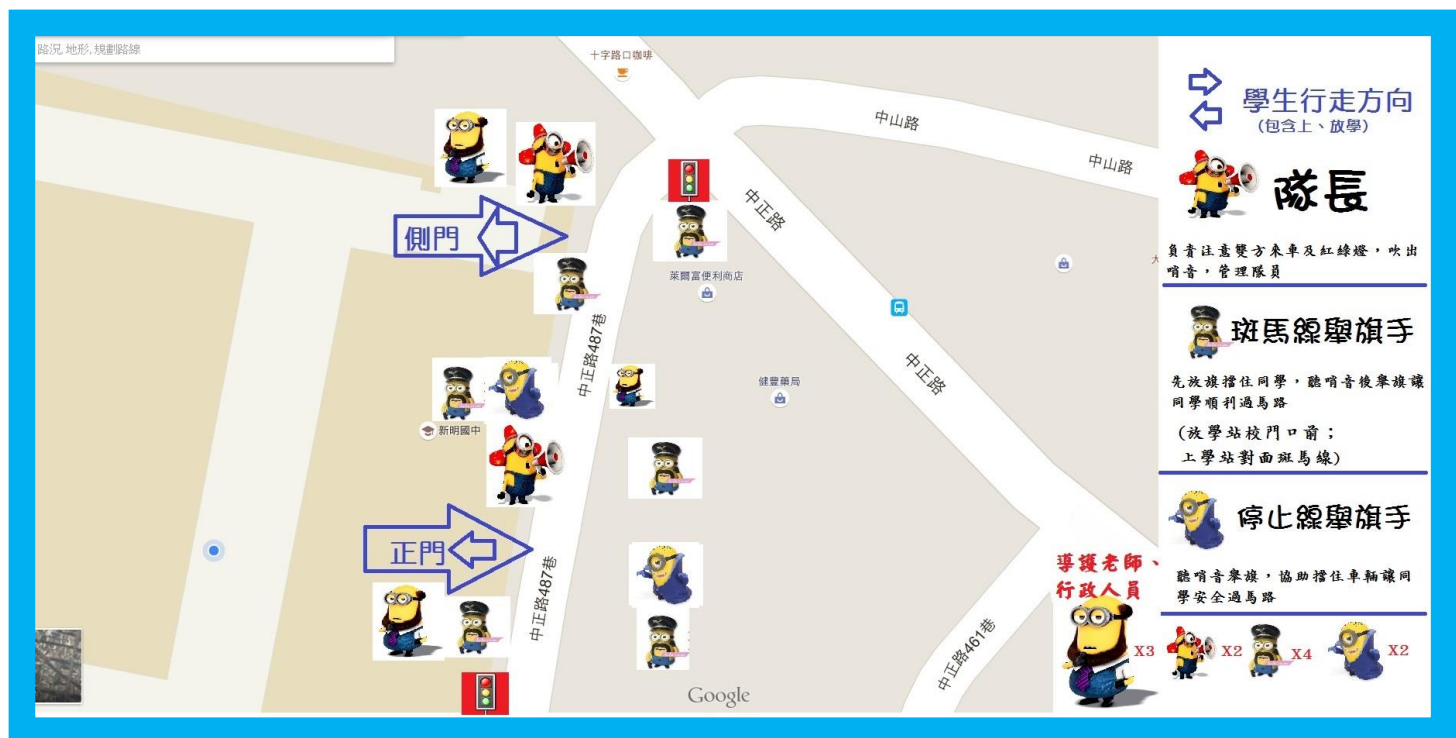 路況,地形,規劃路線
十字路口咖啡
中山路
中山路
中正路
側門
萊爾富便利商店
大
中正路487巷
中正路
健豐藥局
新明國中
正門
中正路487巷
中正路461巷
Google
學生行走方向
(包含上、放學)
隊長
負責注意雙方來車及紅綠燈，吹出
哨音，管理隊員
斑馬線舉旗手
先放旗擋住同學，聽哨音後舉旗讓
同學順利過馬路
(放學站校門口前；
上學站對面斑馬線)
停止線舉旗手
聽哨音舉旗，協助擋住車輛讓同
學安全過馬路
導護老師、
行政人員
X3
X2
X4
X2